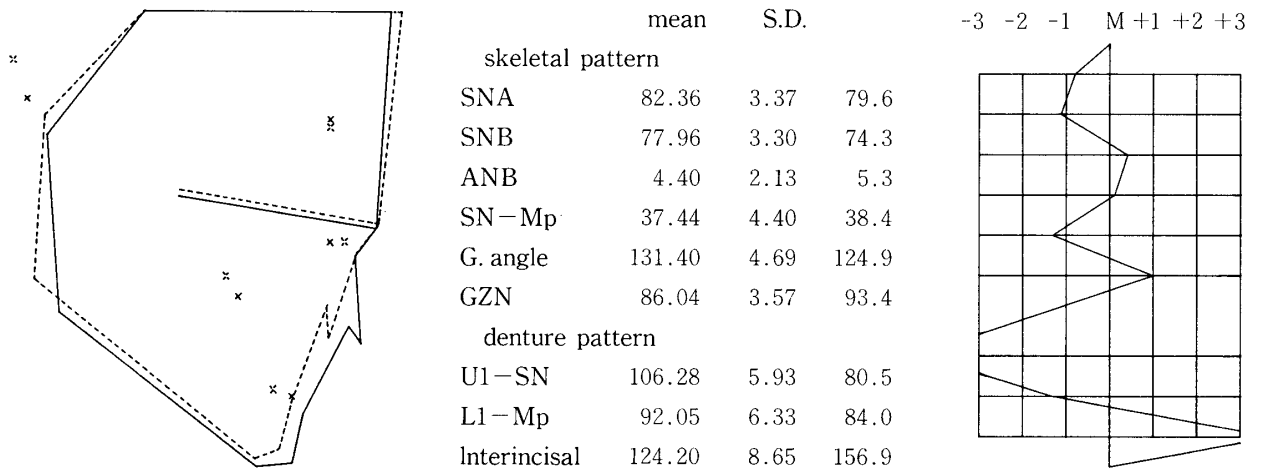 mean S.D. -3 -2 -1 M +1 +2 +3
skeletal pattern
SNA 82.36 3.37 79.6
SNB 77.96 3.30 74.3
ANB 4.40 2.13 5.3
SN－Mp 37.44 4.40 38.4
G. angle 131.40 4.69 124.9
GZN 86.04 3.57 93.4
denture pattern
U1－SN 106.28 5.93 80.5
L1－Mp 92.05 6.33 84.0
Interincisal 124.20 8.65 156.9